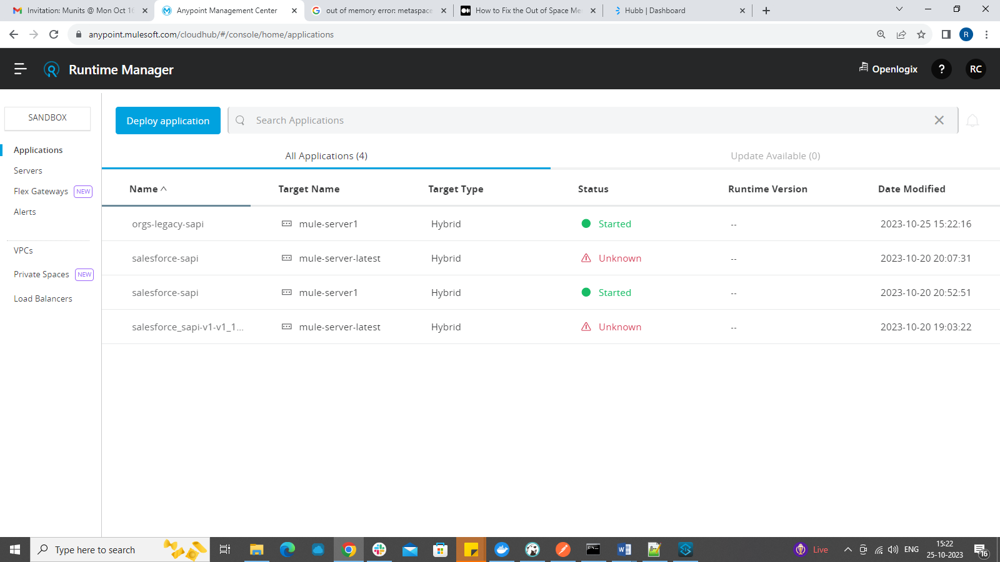 Invitation: Munits @ Mon Oct 16
Anypoint Management Center
out of memory error: metaspace
How to Fix the Out of Space Me
Hubb | Dashboard
anypoint.mulesoft.com/cloudhub/#/console/home/applications
R
Runtime Manager
Openlogix
?
RC
SANDBOX
Applications
Servers
Flex Gateways NEW
Alerts
VPCs
Private Spaces NEW
Load Balancers
Deploy application
Search Applications
All Applications (4)
Update Available (0)
Name Target Name Target Type Status Runtime Version Date Modified
orgs-legacy-sapi mule-server1 Hybrid Started -- 2023-10-25 15:22:16
salesforce-sapi mule-server-latest Hybrid Unknown -- 2023-10-20 20:07:31
salesforce-sapi mule-server1 Hybrid Started -- 2023-10-20 20:52:51
salesforce_sapi-v1-v1_1... mule-server-latest Hybrid Unknown -- 2023-10-20 19:03:22
Type here to search
Live
ENG
15:22
25-10-2023
16